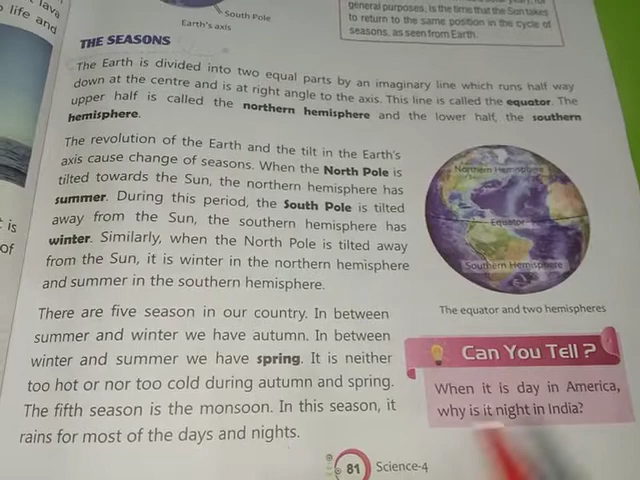 lava
life and
South Pole
Earth's axis
general purposes, is the time that the Sun takes
to return to the same position in the cycle of
seasons, as seen from Earth.
THE SEASONS
The Earth is divided into two equal parts by an imaginary line which runs half way
down at the centre and is at right angle to the axis. This line is called the equator. The
upper half is called the northern hemisphere and the lower half, the southern
hemisphere.
The revolution of the Earth and the tilt in the Earth's
axis cause change of seasons. When the North Pole is
tilted towards the Sun, the northern hemisphere has
summer. During this period, the South Pole is tilted
away from the Sun, the southern hemisphere has
winter. Similarly, when the North Pole is tilted away
from the Sun, it is winter in the northern hemisphere
and summer in the southern hemisphere.
is
of
Northern Hemisphere
Equator
Southern Hemisphere
The equator and two hemispheres
There are five season in our country. In between
summer and winter we have autumn. In between
winter and summer we have spring. It is neither
too hot or nor too cold during autumn and spring.
The fifth season is the monsoon. In this season, it
rains for most of the days and nights.
Can You Tell ?
When it is day in America,
why is it night in India?
81 Science-4